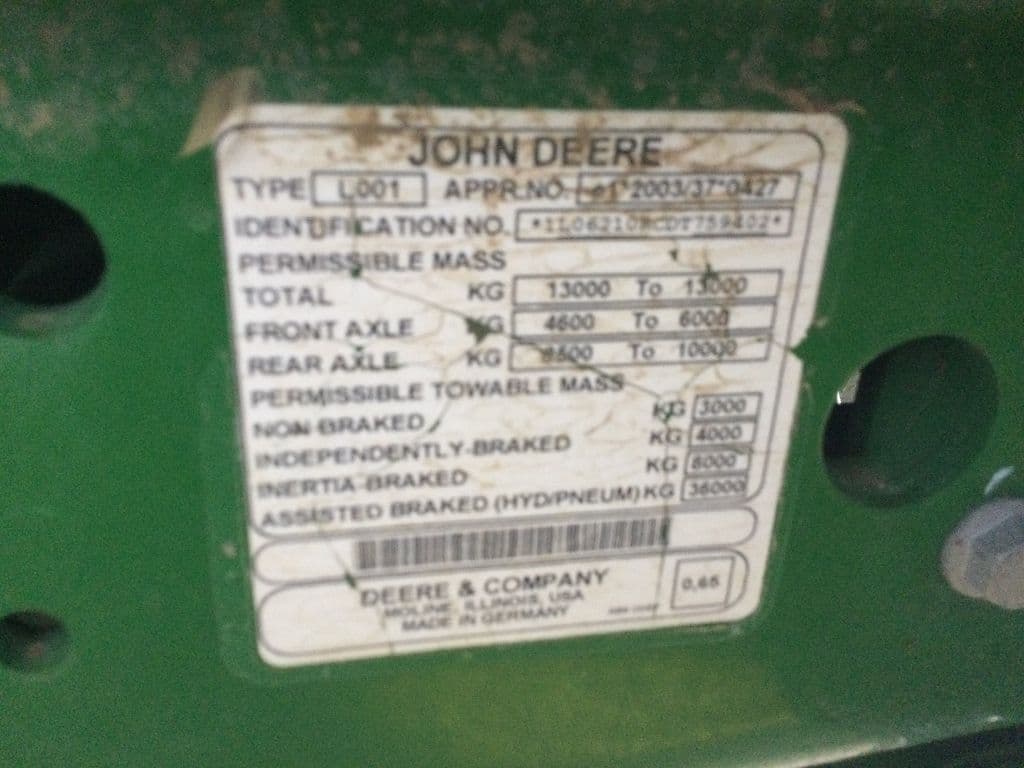 JOHN DEERE
TYPE L001 APPR.NO. e1*2003/37*0427
IDENTIFICATION NO.
PERMISSIBLE MASS
TOTAL KG 13000 To 13000
FRONT AXLE KG 4600 To 6000
REAR AXLE KG To 10000
PERMISSIBLE TOWABLE MASS
NON-BRAKED KG 3000
INDEPENDENTLY-BRAKED KG 4000
INERTIA-BRAKED KG 8000
ASSISTED BRAKED (HYD/PNEUM) KG 36000
DEERE & COMPANY
MOLINE, ILLINOIS, USA
MADE IN GERMANY
0,65